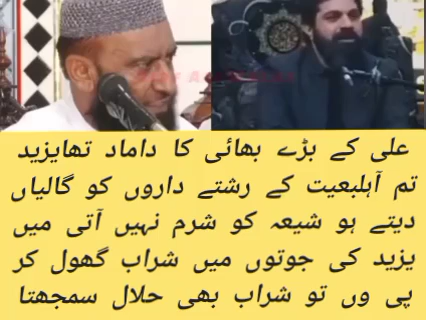 علی کے بڑے بھائی کا داماد تھایزید
تم آہلبعیت کے رشتے داروں کو گالیاں
دیتے ہو شیعہ کو شرم نہیں آتی میں
یزید کی جوتوں میں شراب گھول کر
پی وں تو شراب بھی حلال سمجھتا